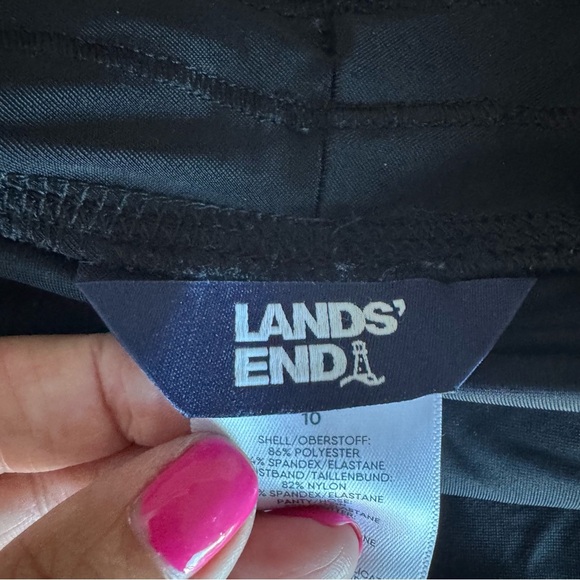 LANDS'
END
10
SHELL/OBERSTOFF:
86% POLYESTER
% SPANDEX/ELASTANE
/TAILLENBUND:
82% NYLON
% SPANDEX/ELASTANE